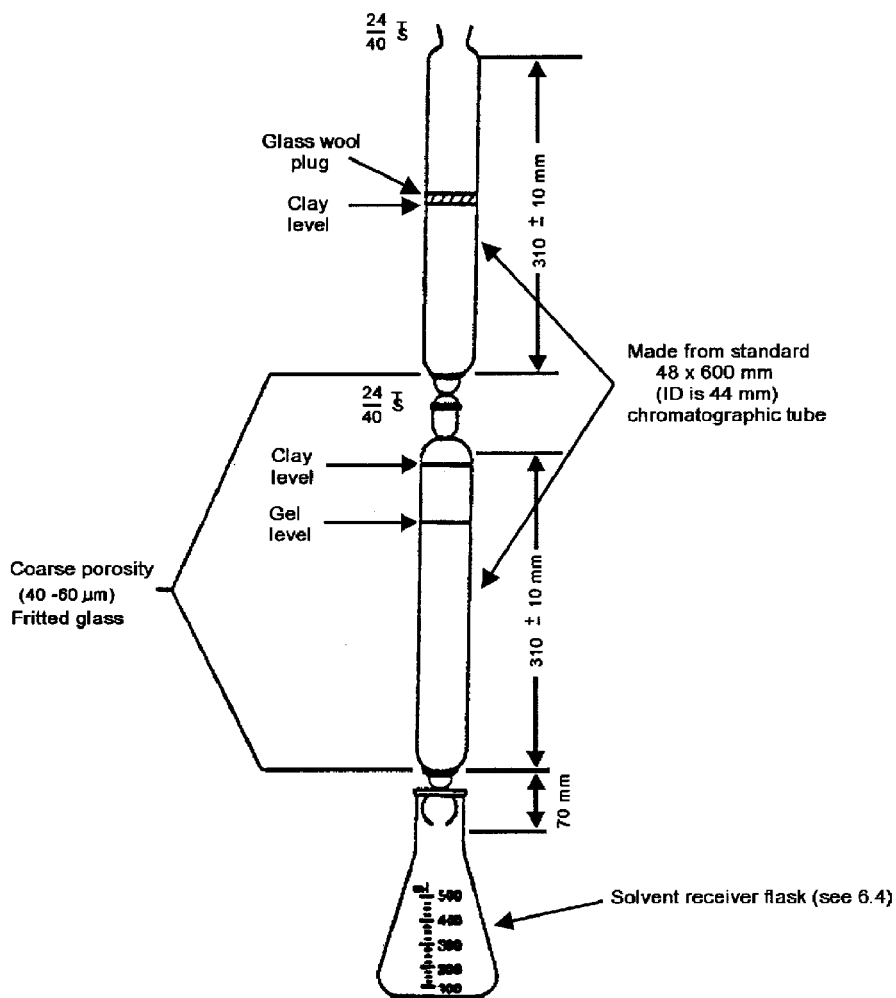 24
40
T
S
Glass wool
plug
Clay
level
310 ± 10 mm
Made from standard
48 x 600 mm
(ID is 44 mm)
chromatographic tube
24
40
T
S
Clay
level
Gel
level
Coarse porosity
(40 -60 µm)
Fritted glass
310 ± 10 mm
70 mm
500
400
300
200
100
Solvent receiver flask (see 6.4)